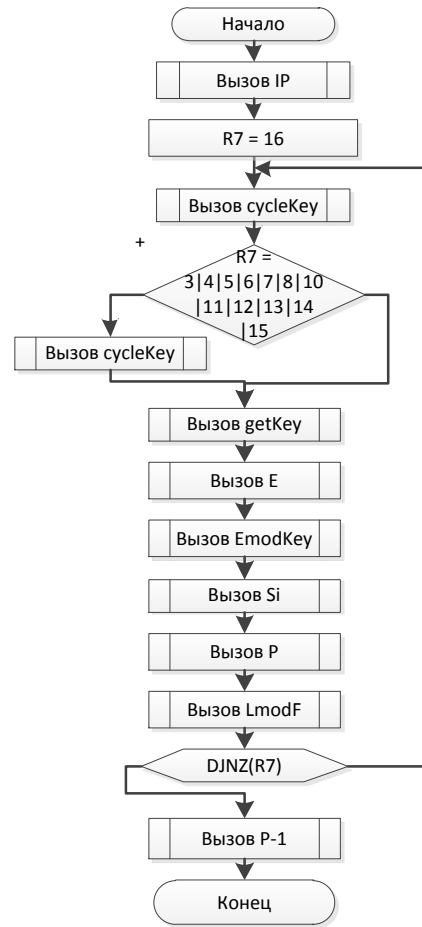 Начало
Вызов IP
R7 = 16
Вызов cycleKey
+
R7 =
3|4|5|6|7|8|10
|11|12|13|14
|15
Вызов cycleKey
Вызов getKey
Вызов E
Вызов EmodKey
Вызов Si
Вызов P
Вызов LmodF
DJNZ(R7)
Вызов P-1
Конец